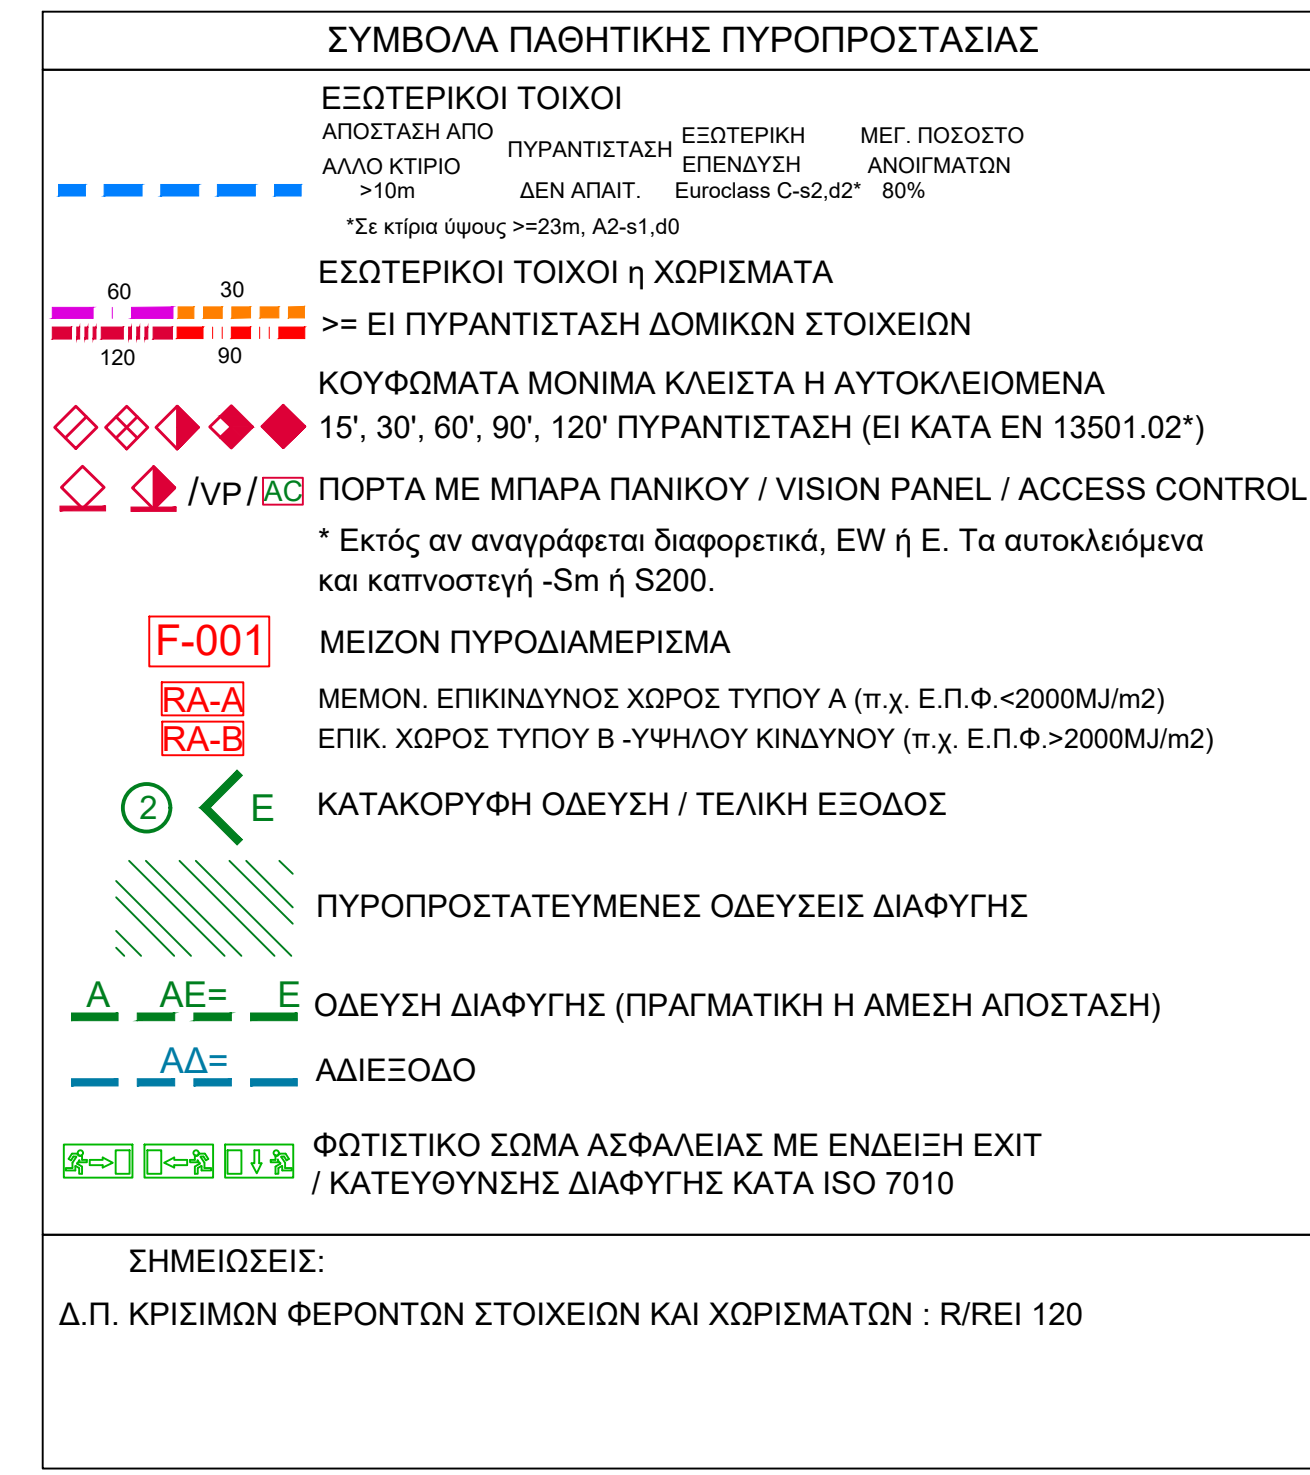 ΣΥΜΒΟΛΑ ΠΑΘΗΤΙΚΗΣ ΠΥΡΟΠΡΟΣΤΑΣΙΑΣ
ΕΞΩΤΕΡΙΚΟΙ ΤΟΙΧΟΙ
ΑΠΟΣΤΑΣΗ ΑΠΟ ΑΛΛΟ ΚΤΙΡΙΟ ΠΥΡΑΝΤΙΣΤΑΣΗ ΕΞΩΤΕΡΙΚΗ ΕΠΕΝΔΥΣΗ ΜΕΓ. ΠΟΣΟΣΤΟ ΑΝΟΙΓΜΑΤΩΝ
>10m ΔΕΝ ΑΠΑΙΤ. Euroclass C-s2,d2* 80%
*Σε κτίρια ύψους >=23m, A2-s1,d0
ΕΣΩΤΕΡΙΚΟΙ ΤΟΙΧΟΙ η ΧΩΡΙΣΜΑΤΑ
60 30
>= EI ΠΥΡΑΝΤΙΣΤΑΣΗ ΔΟΜΙΚΩΝ ΣΤΟΙΧΕΙΩΝ
120 90
ΚΟΥΦΩΜΑΤΑ ΜΟΝΙΜΑ ΚΛΕΙΣΤΑ Η ΑΥΤΟΚΛΕΙΟΜΕΝΑ
15', 30', 60', 90', 120' ΠΥΡΑΝΤΙΣΤΑΣΗ (EI ΚΑΤΑ EN 13501.02*)
/VP/AC ΠΟΡΤΑ ΜΕ ΜΠΑΡΑ ΠΑΝΙΚΟΥ / VISION PANEL / ACCESS CONTROL
* Εκτός αν αναγράφεται διαφορετικά, EW ή E. Τα αυτοκλειόμενα
και καπνοστεγή -Sm ή S200.
F-001 ΜΕΙΖΟΝ ΠΥΡΟΔΙΑΜΕΡΙΣΜΑ
RA-A ΜΕΜΟΝ. ΕΠΙΚΙΝΔΥΝΟΣ ΧΩΡΟΣ ΤΥΠΟΥ Α (π.χ. Ε.Π.Φ.<2000MJ/m2)
RA-B ΕΠΙΚ. ΧΩΡΟΣ ΤΥΠΟΥ Β -ΥΨΗΛΟΥ ΚΙΝΔΥΝΟΥ (π.χ. Ε.Π.Φ.>2000MJ/m2)
2 E ΚΑΤΑΚΟΡΥΦΗ ΟΔΕΥΣΗ / ΤΕΛΙΚΗ ΕΞΟΔΟΣ
ΠΥΡΟΠΡΟΣΤΑΤΕΥΜΕΝΕΣ ΟΔΕΥΣΕΙΣ ΔΙΑΦΥΓΗΣ
Α ΑΕ= Ε ΟΔΕΥΣΗ ΔΙΑΦΥΓΗΣ (ΠΡΑΓΜΑΤΙΚΗ Η ΑΜΕΣΗ ΑΠΟΣΤΑΣΗ)
ΑΔ= ΑΔΙΕΞΟΔΟ
ΦΩΤΙΣΤΙΚΟ ΣΩΜΑ ΑΣΦΑΛΕΙΑΣ ΜΕ ΕΝΔΕΙΞΗ EXIT
/ ΚΑΤΕΥΘΥΝΣΗΣ ΔΙΑΦΥΓΗΣ ΚΑΤΑ ISO 7010
ΣΗΜΕΙΩΣΕΙΣ:
Δ.Π. ΚΡΙΣΙΜΩΝ ΦΕΡΟΝΤΩΝ ΣΤΟΙΧΕΙΩΝ ΚΑΙ ΧΩΡΙΣΜΑΤΩΝ : R/REI 120